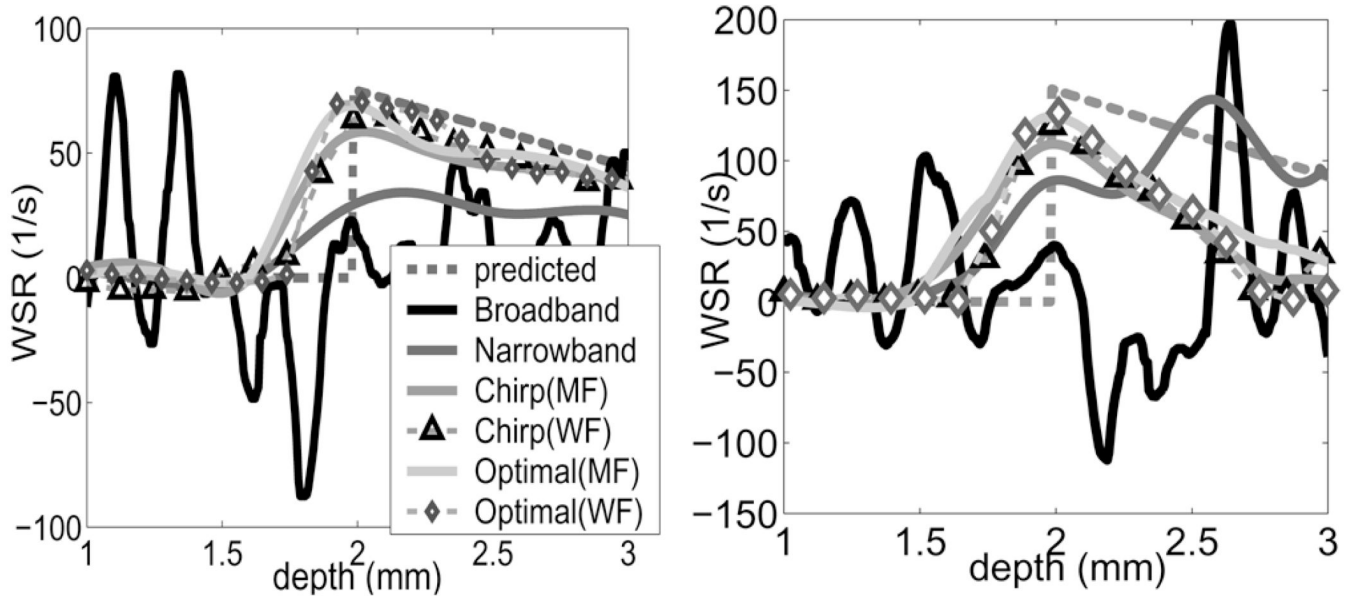 100
50
0
−50
−100
WSR (1/s)
1
1.5
2
2.5
3
depth (mm)
predicted
Broadband
Narrowband
Chirp(MF)
Chirp(WF)
Optimal(MF)
Optimal(WF)
200
150
100
50
0
−50
−100
−150
WSR (1/s)
1
1.5
2
2.5
3
depth (mm)